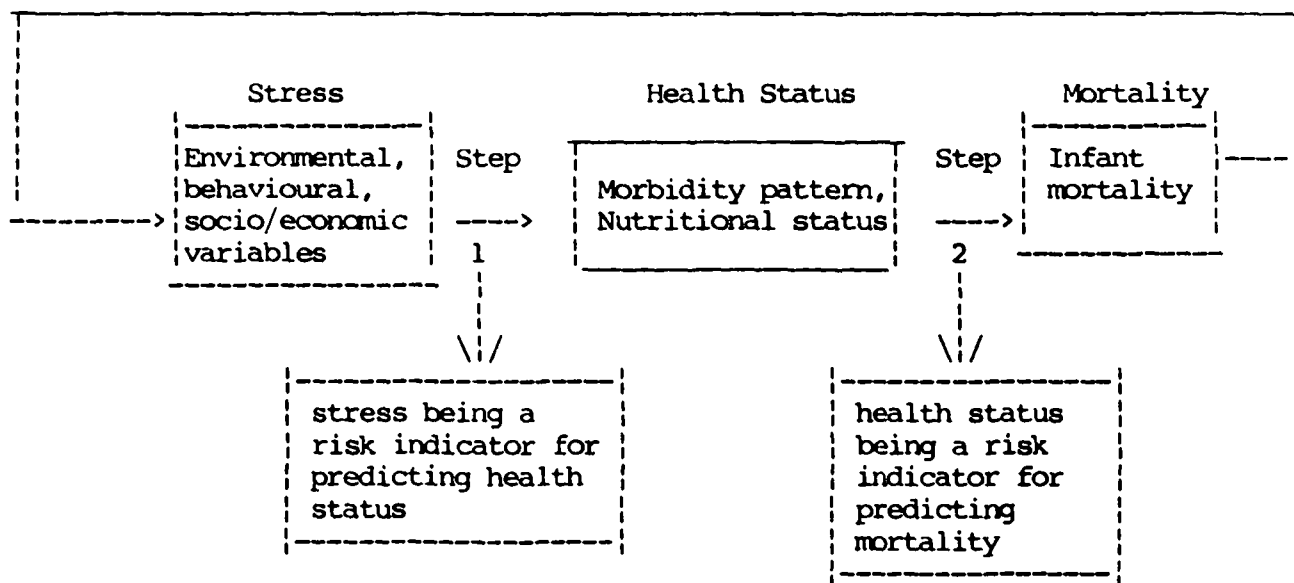 Stress Health Status Mortality
Environmental, Step Step Infant
behavioural, Morbidity pattern, mortality
socio/economic Nutritional status
variables 1 2
stress being a health status
risk indicator for being a risk
predicting health indicator for
status predicting
mortality